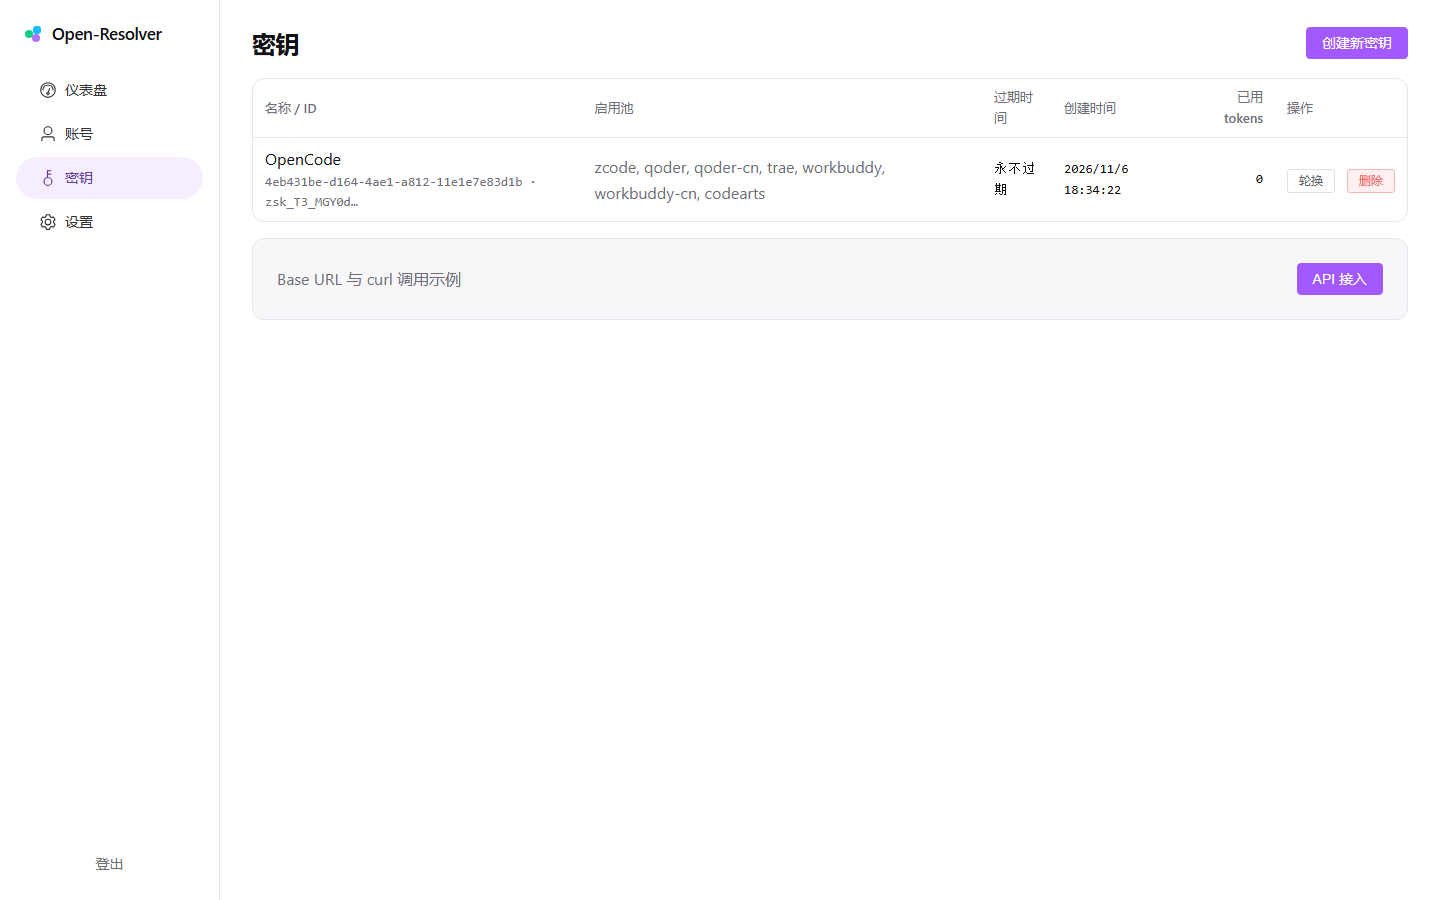 Open-Resolver
仪表盘
账号
密钥
设置
登出
密钥
创建新密钥
名称 / ID
启用池
过期时
间
创建时间
已用
tokens
操作
OpenCode
4eb431be-d164-4ae1-a812-11e1e7e83d1b ·
zsk_T3_MGY0d…
zcode, qoder, qoder-cn, trae, workbuddy,
workbuddy-cn, codearts
永不过
期
2026/11/6
18:34:22
0
轮换
删除
Base URL 与 curl 调用示例
API 接入